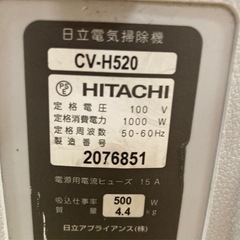 日立電気掃除機
CV-H520
PSE HITACHI
定格電圧 100 V
定格消費電力 1000 W
定格周波数 50-60Hz
製造番号
2076851
電源用電流ヒューズ 15 A
吸込仕事率 500 W
質量 4.4 kg
日立アプライアンス(株)